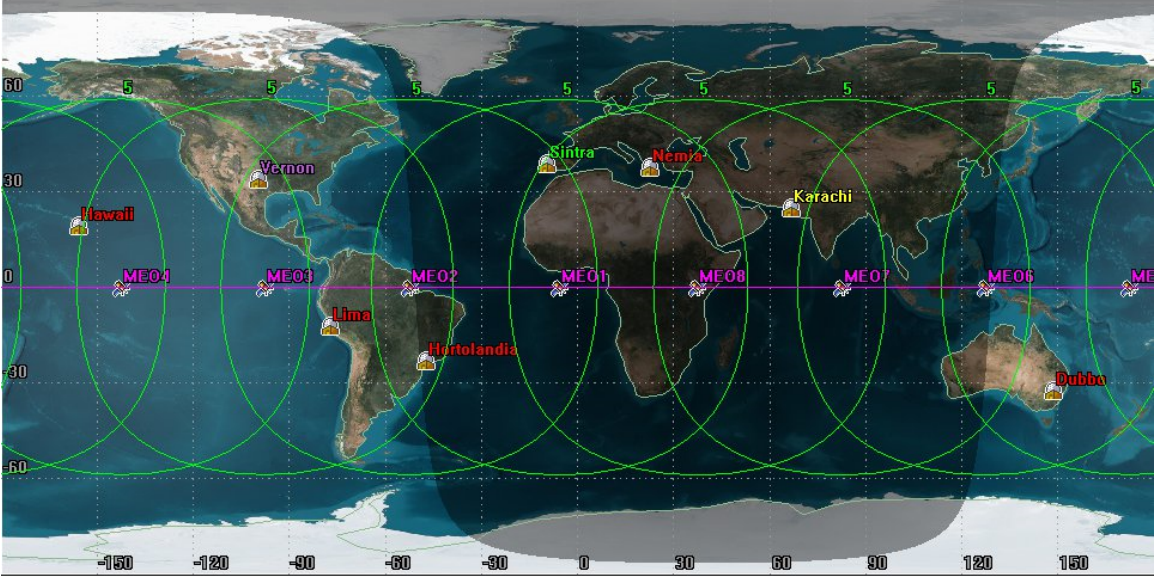 60
5 5 5 5 5 5 5 5
Sintra
Nemia
Vernon
30
Karachi
Hawaii
0
MEO4 MEO3 MEO2 MEO1 MEO8 MEO7 MEO6 ME
Lima
Hortolandia
-30
Dubbo
-60
-150 -120 -90 -60 -30 0 30 60 90 120 150